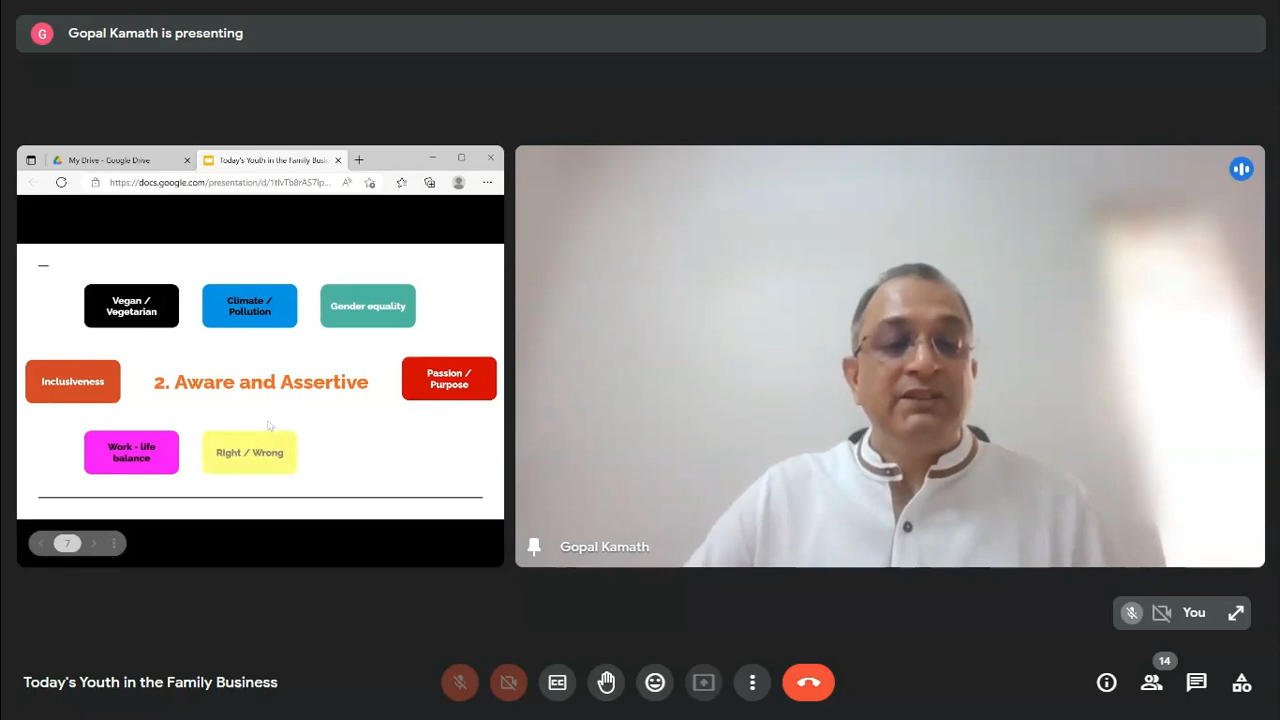 G
Gopal Kamath is presenting
My Drive - Google Drive
Today's Youth in the Family Busi
https://docs.google.com/presentation/d/1tlvTb8rAS7lp...
Vegan /
Vegetarian
Climate /
Pollution
Gender equality
Inclusiveness
2. Aware and Assertive
Passion /
Purpose
Work - life
balance
Right / Wrong
7
Gopal Kamath
You
Today's Youth in the Family Business
CC
14